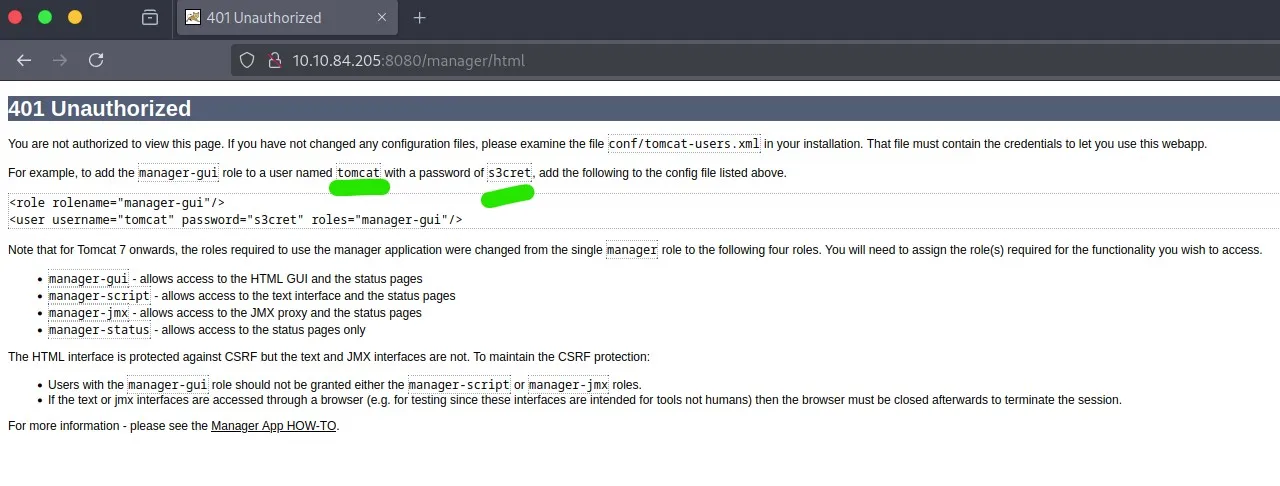 401 Unauthorized
10.10.84.205:8080/manager/html
401 Unauthorized
You are not authorized to view this page. If you have not changed any configuration files, please examine the file conf/tomcat-users.xml in your installation. That file must contain the credentials to let you use this webapp.
For example, to add the manager-gui role to a user named tomcat with a password of s3cret, add the following to the config file listed above.
<role rolename="manager-gui"/>
<user username="tomcat" password="s3cret" roles="manager-gui"/>
Note that for Tomcat 7 onwards, the roles required to use the manager application were changed from the single manager role to the following four roles. You will need to assign the role(s) required for the functionality you wish to access.
• manager-gui - allows access to the HTML GUI and the status pages
• manager-script - allows access to the text interface and the status pages
• manager-jmx - allows access to the JMX proxy and the status pages
• manager-status - allows access to the status pages only
The HTML interface is protected against CSRF but the text and JMX interfaces are not. To maintain the CSRF protection:
• Users with the manager-gui role should not be granted either the manager-script or manager-jmx roles.
• If the text or jmx interfaces are accessed through a browser (e.g. for testing since these interfaces are intended for tools not humans) then the browser must be closed afterwards to terminate the session.
For more information - please see the Manager App HOW-TO.